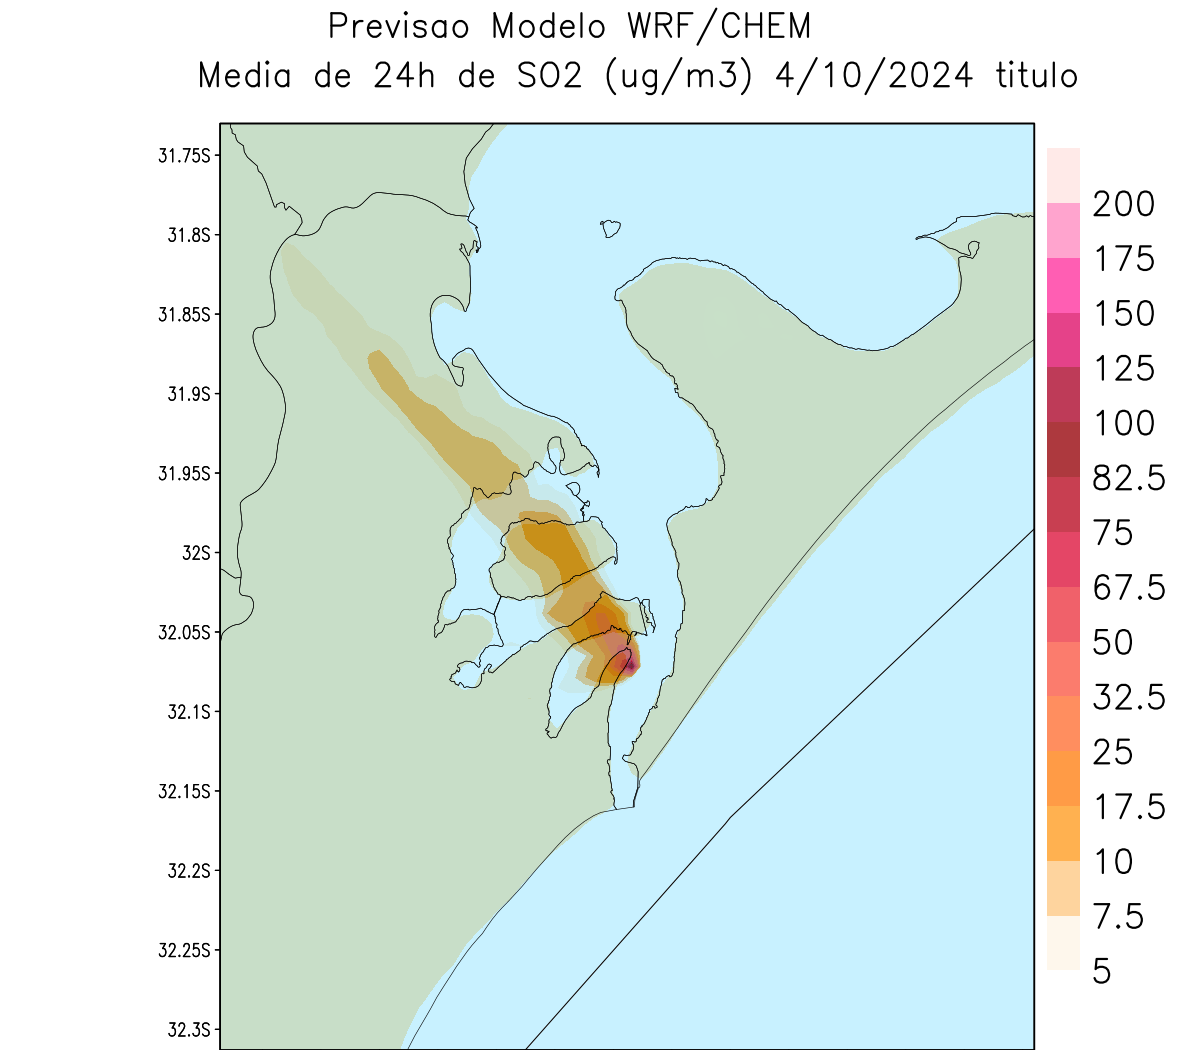 Previsao Modelo WRF/CHEM
Media de 24h de SO2 (ug/m3) 4/10/2024 titulo
31.75S
31.8S
31.85S
31.9S
31.95S
32S
32.05S
32.1S
32.15S
32.2S
32.25S
32.3S
200
175
150
125
100
82.5
75
67.5
50
32.5
25
17.5
10
7.5
5